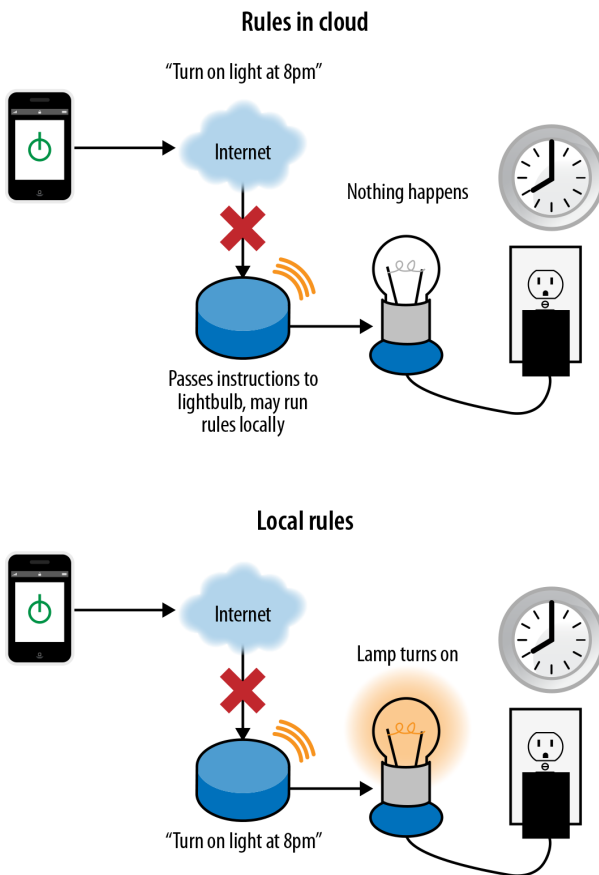 Rules in cloud
“Turn on light at 8pm”
Internet
Nothing happens
Passes instructions to
lightbulb, may run
rules locally
Local rules
Internet
Lamp turns on
“Turn on light at 8pm”